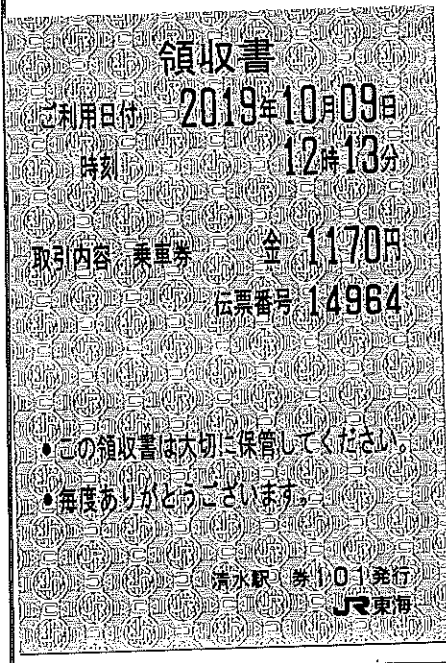 領収書
ご利用日付 2019年10月09日
時刻 12時13分
取引内容 乗車券 金 1170円
伝票番号 14964
●この領収書は大切に保管してください。
●毎度ありがとうございます。
清水駅 券101発行
JR東海